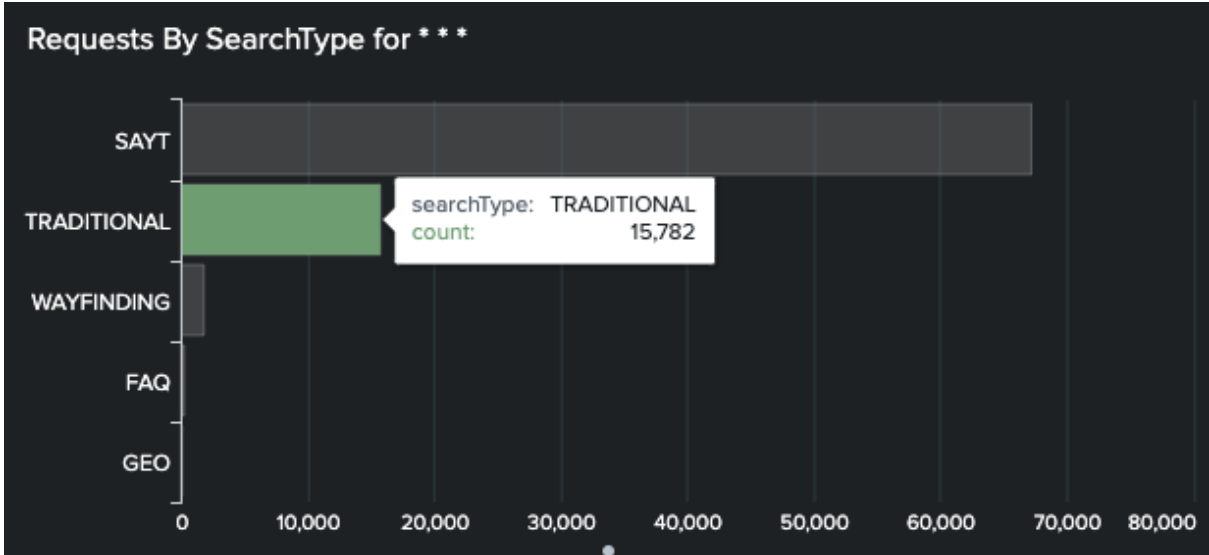 Requests By SearchType for * * *
SAYT
TRADITIONAL
searchType: TRADITIONAL
count: 15,782
WAYFINDING
FAQ
GEO
0 10,000 20,000 30,000 40,000 50,000 60,000 70,000 80,000